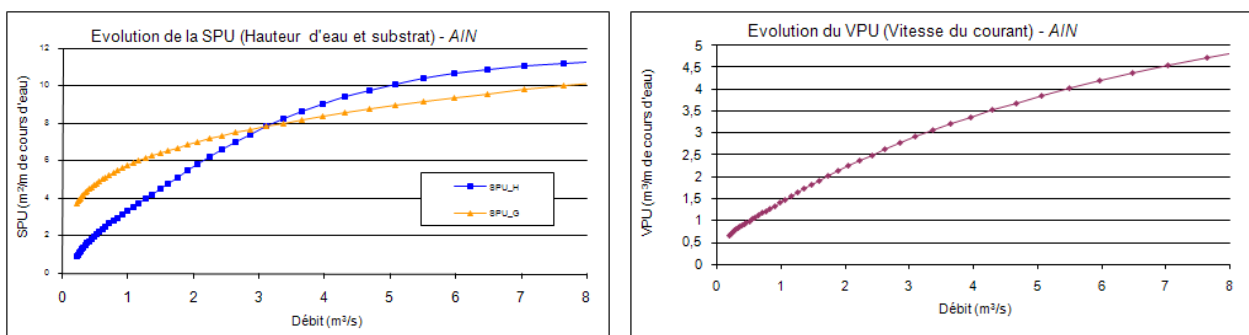 Evolution de la SPU (Hauteur d'eau et substrat) - AIN
SPU (m²/m de cours d'eau)
12
10
8
6
4
2
0
SPU_H
SPU_G
0 1 2 3 4 5 6 7 8
Débit (m³/s)
Evolution du VPU (Vitesse du courant) - AIN
VPU (m³/m de cours d'eau)
5
4,5
4
3,5
3
2,5
2
1,5
1
0,5
0
0 1 2 3 4 5 6 7 8
Débit (m³/s)